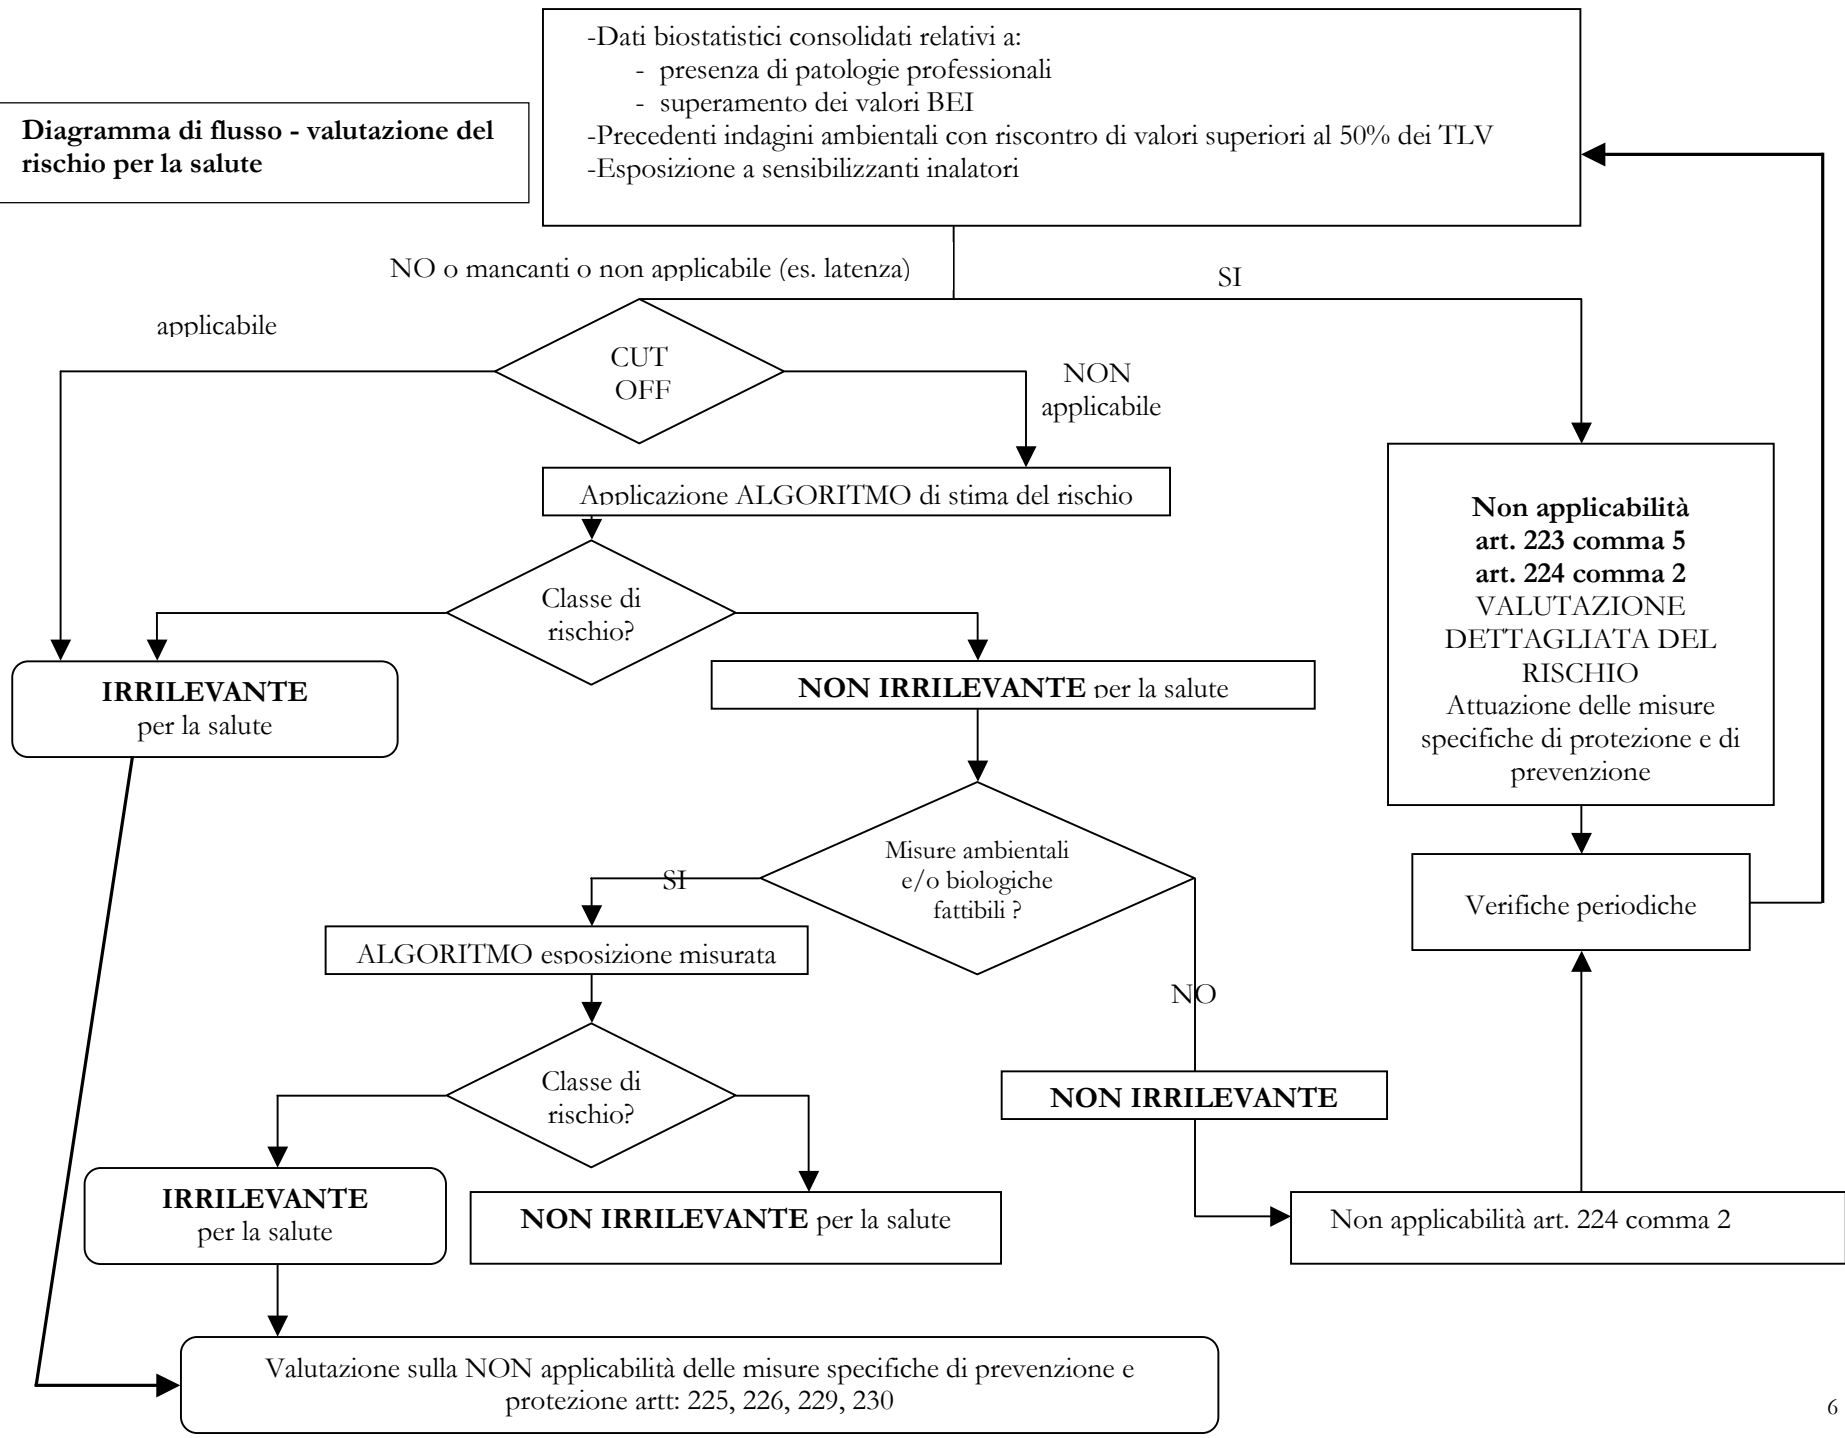 -Dati biostatistici consolidati relativi a:
- presenza di patologie professionali
- superamento dei valori BEI
-Precedenti indagini ambientali con riscontro di valori superiori al 50% dei TLV
-Esposizione a sensibilizzanti inalatori
Diagramma di flusso - valutazione del
rischio per la salute
NO o mancanti o non applicabile (es. latenza)
SI
applicabile
CUT
OFF
NON
applicabile
Applicazione ALGORITMO di stima del rischio
Non applicabilità
art. 223 comma 5
art. 224 comma 2
VALUTAZIONE
DETTAGLIATA DEL
RISCHIO
Attuazione delle misure
specifiche di protezione e di
prevenzione
Classe di
rischio?
IRRILEVANTE
per la salute
NON IRRILEVANTE per la salute
Misure ambientali
e/o biologiche
fattibili ?
SI
Verifiche periodiche
ALGORITMO esposizione misurata
NO
Classe di
rischio?
NON IRRILEVANTE
IRRILEVANTE
per la salute
NON IRRILEVANTE per la salute
Non applicabilità art. 224 comma 2
Valutazione sulla NON applicabilità delle misure specifiche di prevenzione e
protezione artt: 225, 226, 229, 230
6